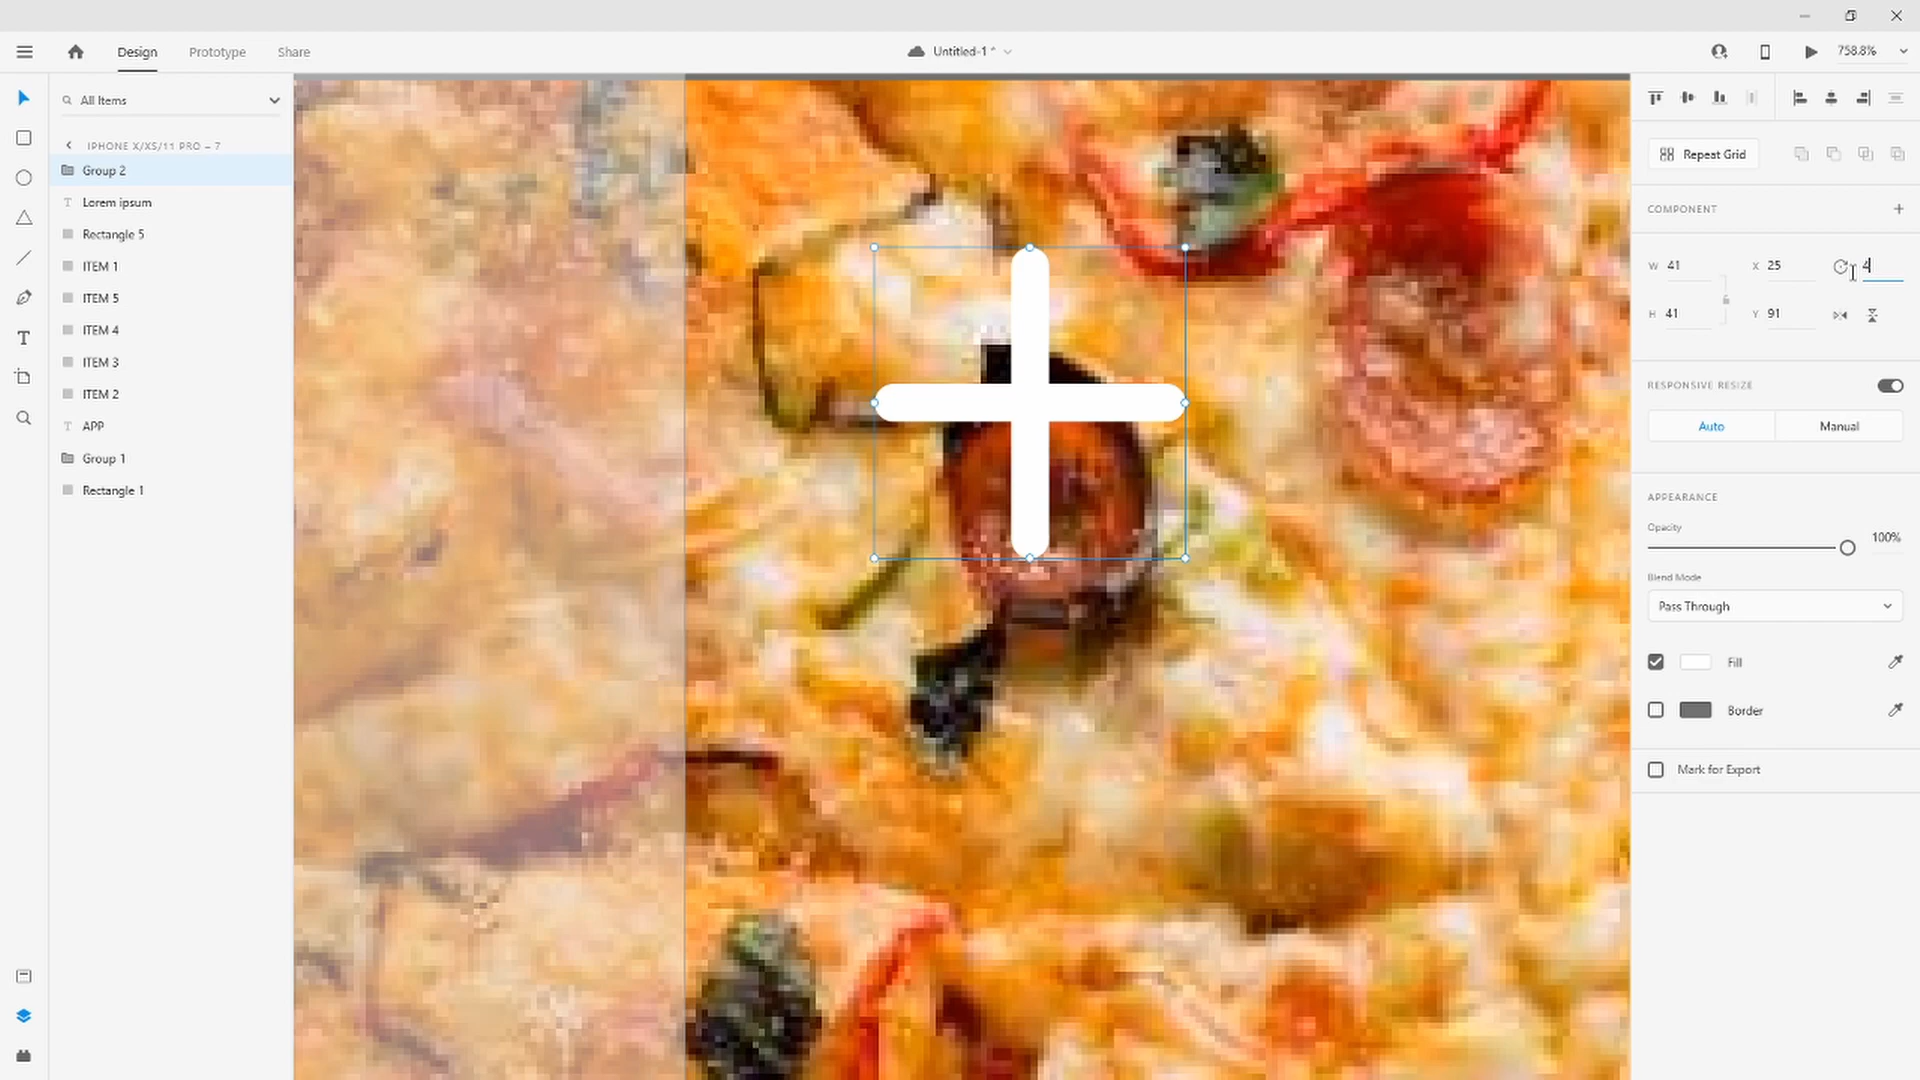 Design
Prototype
Share
Untitled-1 *
758.8%
All Items
IPHONE X/XS/11 PRO – 7
Group 2
T Lorem ipsum
Rectangle 5
ITEM 1
ITEM 5
ITEM 4
ITEM 3
ITEM 2
T APP
Group 1
Rectangle 1
T
Repeat Grid
COMPONENT
W 41
X 25
4
H 41
Y 91
RESPONSIVE RESIZE
Auto
Manual
APPEARANCE
Opacity
100%
Blend Mode
Pass Through
Fill
Border
Mark for Export